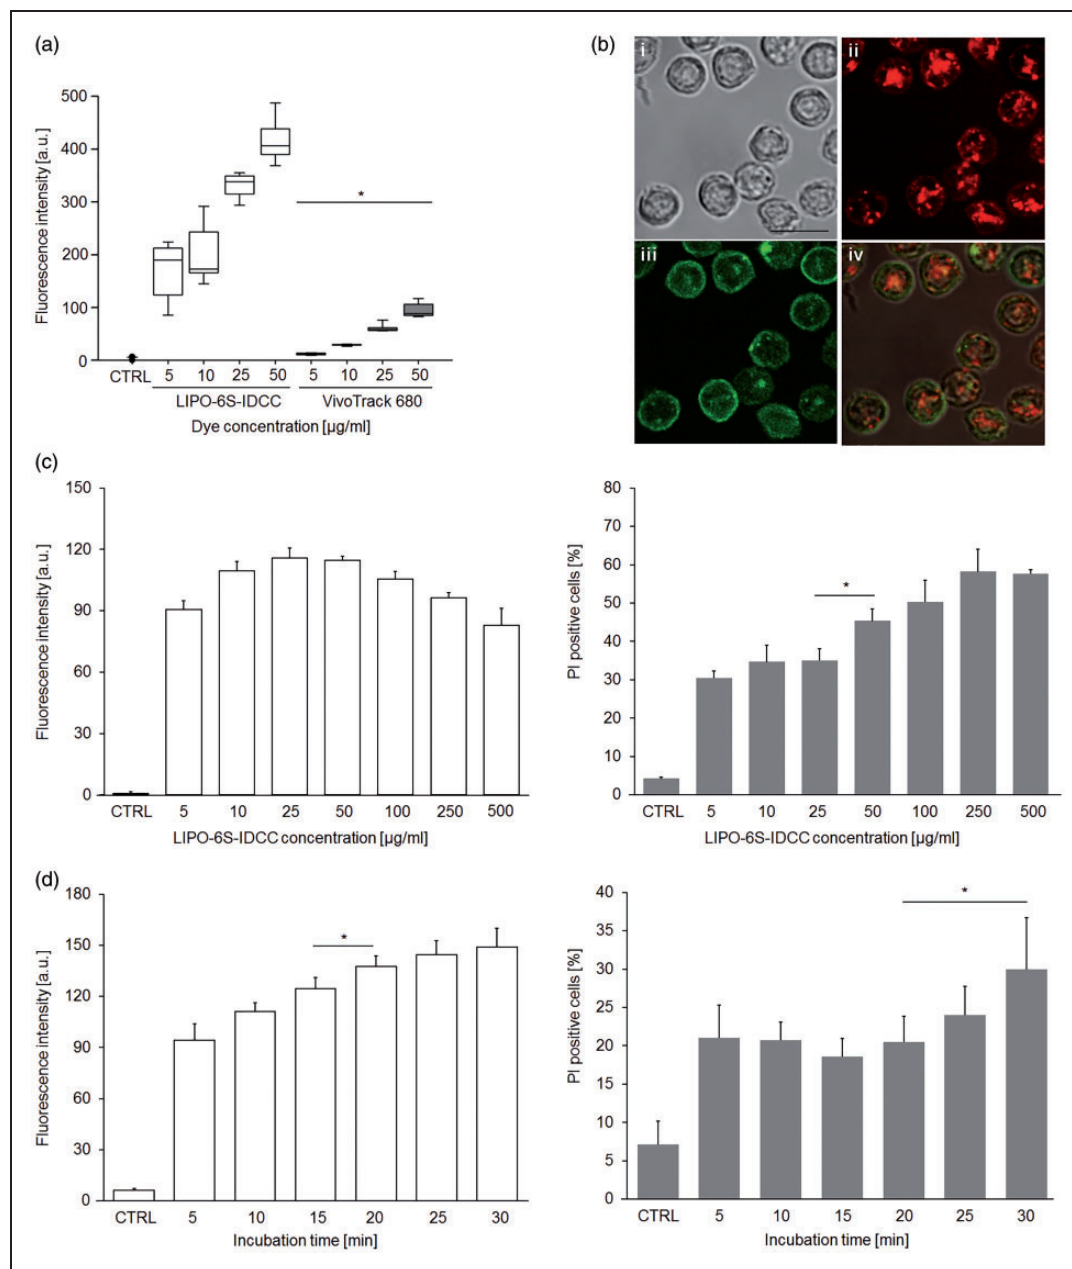 (a)
500
400
300
200
100
0
Fluorescence intensity [a.u.]
*
CTRL 5 10 25 50 5 10 25 50
LIPO-6S-IDCC VivoTrack 680
Dye concentration [µg/ml]
(b)
i
ii
iii
iv
(c)
150
120
90
60
30
0
Fluorescence intensity [a.u.]
CTRL 5 10 25 50 100 250 500
LIPO-6S-IDCC concentration [µg/ml]
80
70
60
50
40
30
20
10
0
PI positive cells [%]
*
CTRL 5 10 25 50 100 250 500
LIPO-6S-IDCC concentration [µg/ml]
(d)
180
150
120
90
60
30
0
Fluorescence intensity [a.u.]
*
CTRL 5 10 15 20 25 30
Incubation time [min]
40
35
30
25
20
15
10
5
0
PI positive cells [%]
*
CTRL 5 10 15 20 25 30
Incubation time [min]